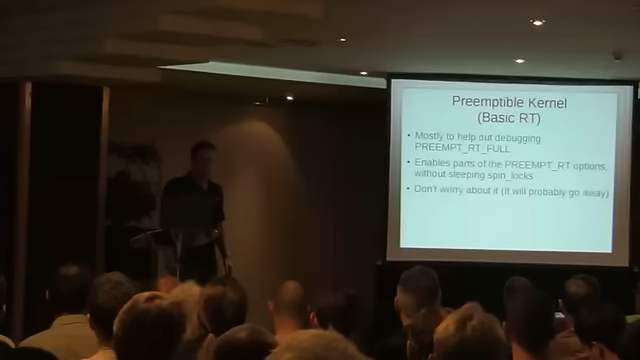 Preemptible Kernel
(Basic RT)
• Mostly to help out debugging
PREEMPT_RT_FULL
• Enables parts of the PREEMPT_RT options,
without sleeping spin_locks
• Don't worry about it (It will probably go away)